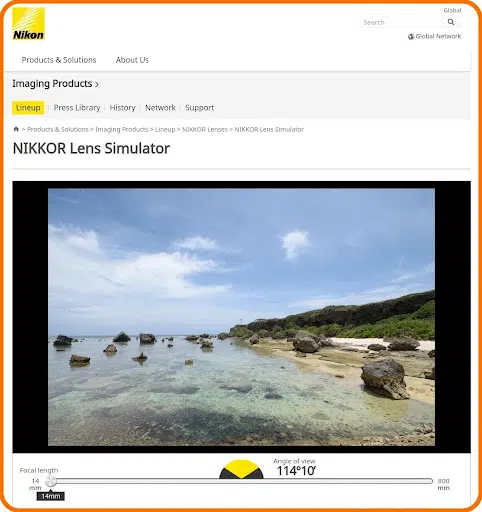 Nikon
Global
Search
Global Network
Products & Solutions About Us
Imaging Products ›
Lineup Press Library History Network Support
> Products & Solutions > Imaging Products > Lineup > NIKKOR Lenses > NIKKOR Lens Simulator
NIKKOR Lens Simulator
Angle of view
114°10'
Focal length
14 mm
800 mm
14mm